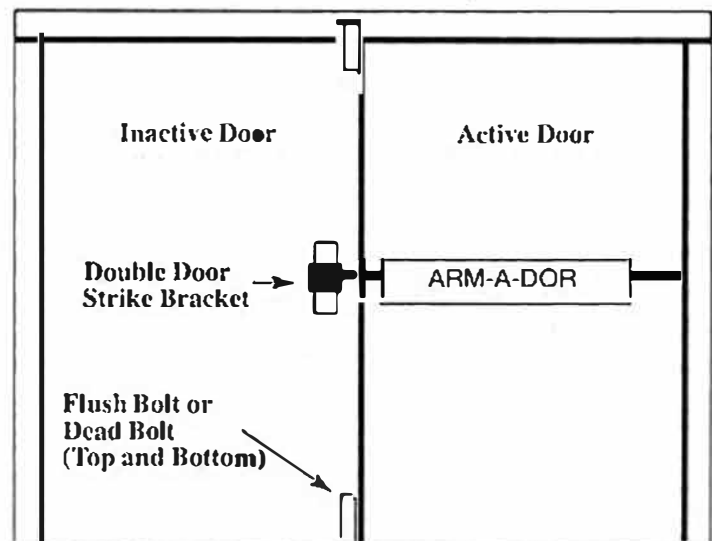 Inactive Door
Active Door
Double Door
Strike Bracket
ARM-A-DOR
Flush Bolt or
Dead Bolt
(Top and Bottom)